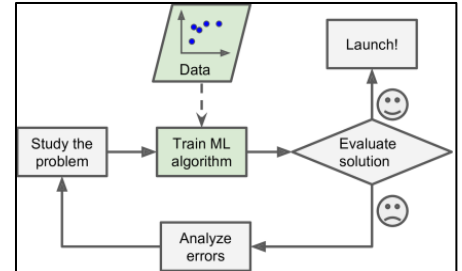 Data
Launch!
Study the
problem
Train ML
algorithm
Evaluate
solution
Analyze
errors